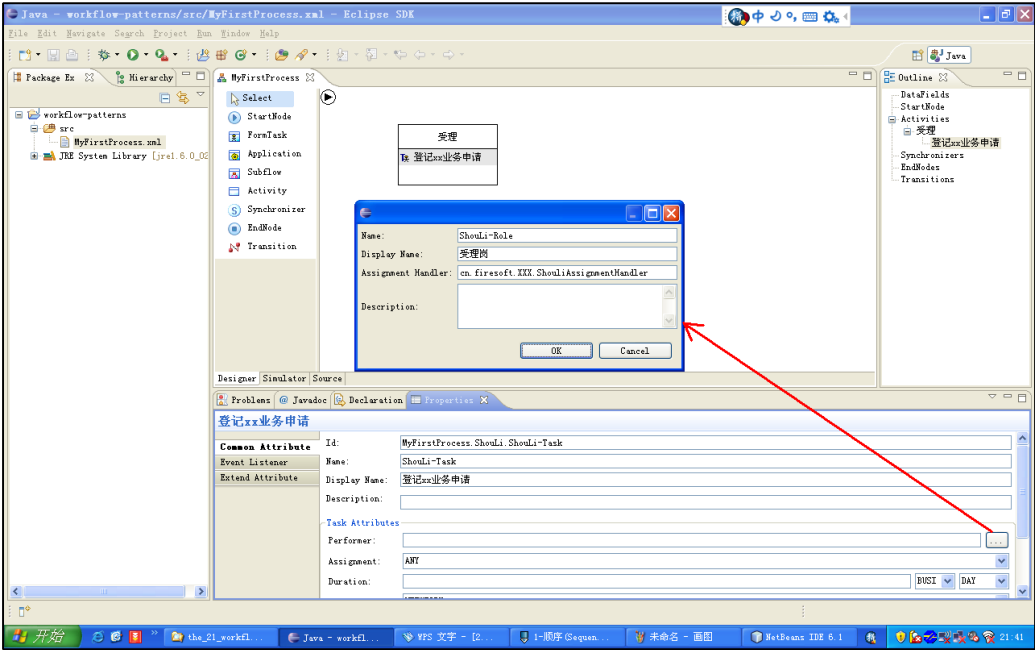 Java - workflow-patterns/src/MyFirstProcess.xml - Eclipse SDK
中
File Edit Navigate Search Project Run Window Help
Java
Package Ex
Hierarchy
MyFirstProcess
Outline
workflow-patterns
src
MyFirstProcess.xml
JRE System Library [jre1.6.0_02
Select
StartNode
FormTask
Application
Subflow
Activity
Synchronizer
EndNode
Transition
受理
登记xx业务申请
DataFields
StartNode
Activities
受理
登记xx业务申请
Synchronizers
EndNodes
Transitions
Name: ShouLi-Role
Display Name: 受理岗
Assignment Handler: cn.firesoft.XXX.ShouliAssignmentHandler
Description:
OK Cancel
Designer Simulator Source
Problems @ Javadoc Declaration Properties
登记xx业务申请
Common Attribute
Event Listener
Extend Attribute
Id: MyFirstProcess.ShouLi.ShouLi-Task
Name: ShouLi-Task
Display Name: 登记xx业务申请
Description:
Task Attributes
Performer: ...
Assignment: ANY
Duration: BUSI DAY
开始
the_21_workfl...
Java - workfl...
WPS 文字 - [2...
1-顺序(Sequen...
未命名 - 画图
NetBeans IDE 6.1
21:41